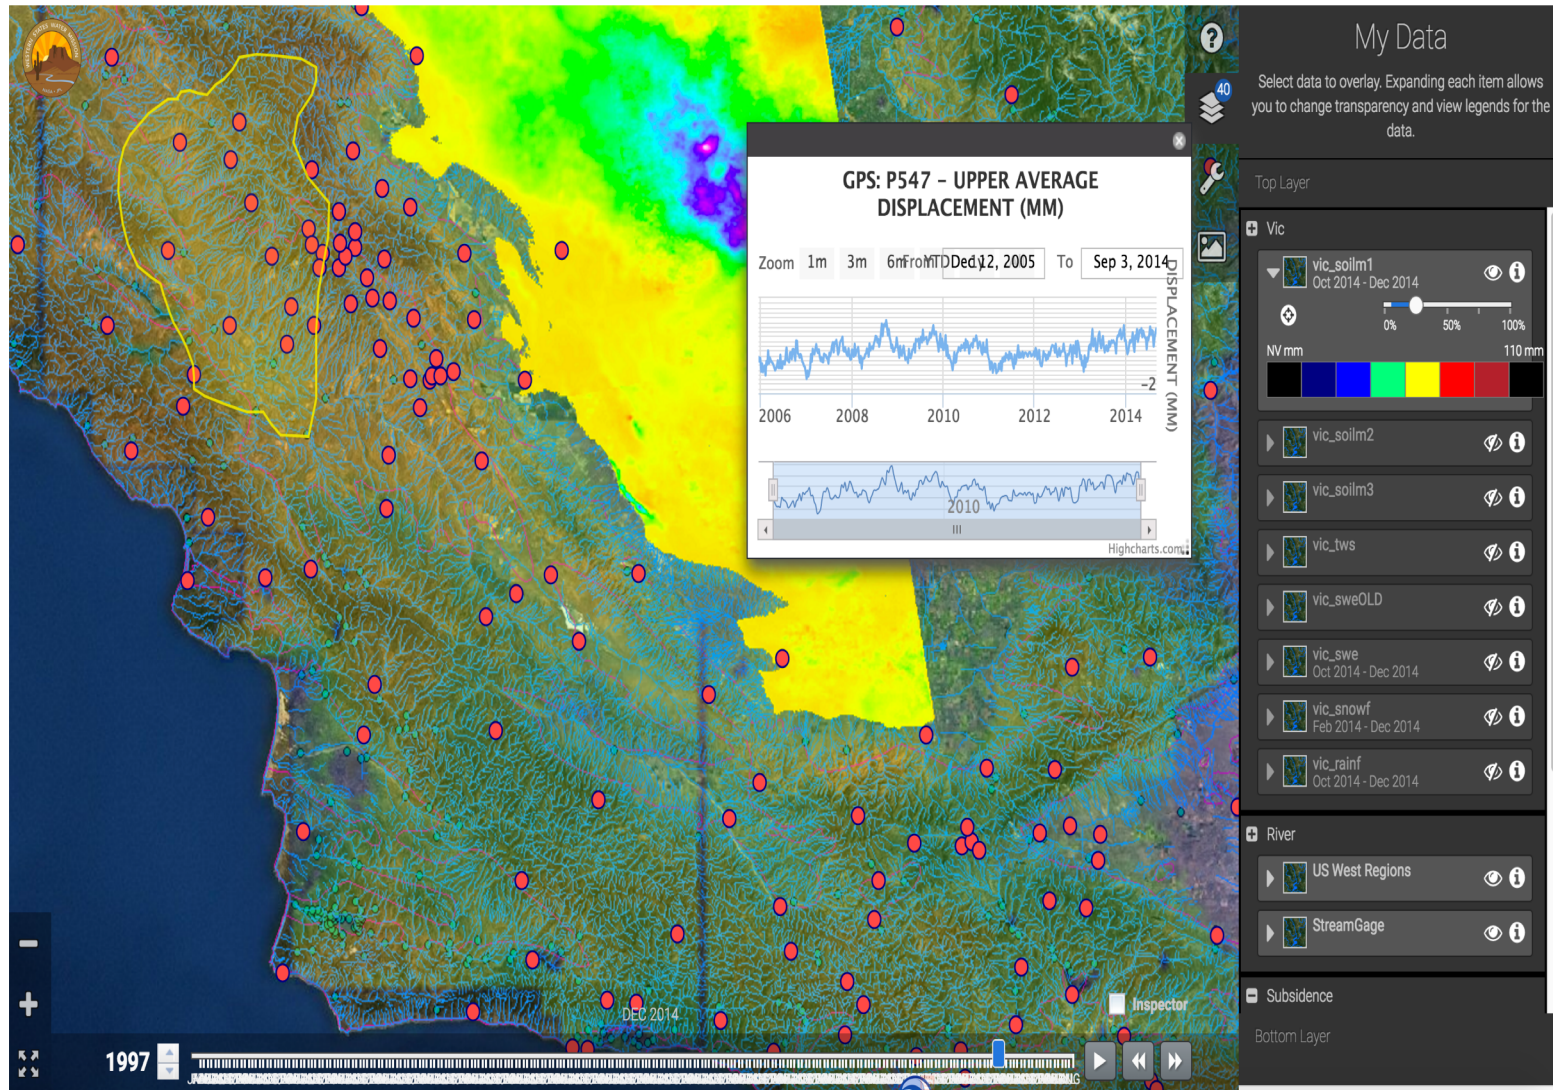 My Data
Select data to overlay. Expanding each item allows
you to change transparency and view legends for the
data.
40
Top Layer
Vic
vic_soilm1
Oct 2014 - Dec 2014
0% 50% 100%
NV mm 110 mm
vic_soilm2
vic_soilm3
vic_tws
vic_sweOLD
vic_swe
Oct 2014 - Dec 2014
vic_snowf
Feb 2014 - Dec 2014
vic_rainf
Oct 2014 - Dec 2014
River
US West Regions
StreamGage
Subsidence
Bottom Layer
GPS: P547 - UPPER AVERAGE
DISPLACEMENT (MM)
Zoom 1m 3m 6m From YTD 1y Dec 12, 2005 To Sep 3, 2014
DISPLACEMENT (MM)
-2
2006 2008 2010 2012 2014
2010
Highcharts.com
Inspector
DEC 2014
1997